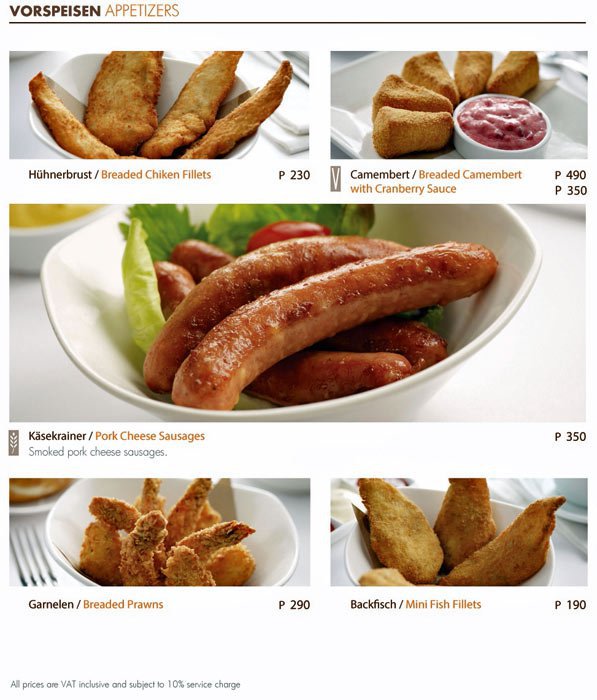 VORSPEISEN APPETIZERS
Hühnerbrust / Breaded Chiken Fillets P 230
V Camembert / Breaded Camembert P 490
with Cranberry Sauce P 350
Käsekrainer / Pork Cheese Sausages P 350
Smoked pork cheese sausages.
Garnelen / Breaded Prawns P 290
Backfisch / Mini Fish Fillets P 190
All prices are VAT inclusive and subject to 10% service charge